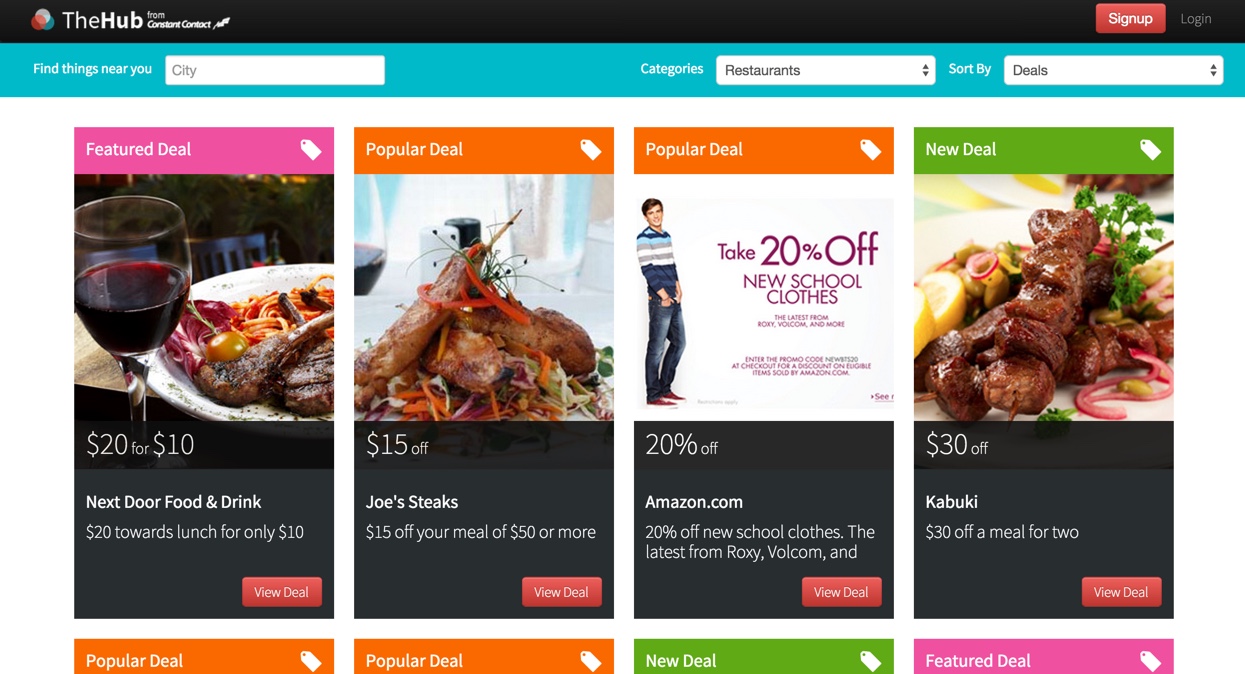 TheHub from Constant Contact
Signup
Login
Find things near you
City
Categories
Restaurants
Sort By
Deals
Featured Deal
$20 for $10
Next Door Food & Drink
$20 towards lunch for only $10
View Deal
Popular Deal
$15 off
Joe's Steaks
$15 off your meal of $50 or more
View Deal
Popular Deal
Take 20% Off
NEW SCHOOL
CLOTHES
THE LATEST FROM
ROXY, VOLCOM, AND MORE
ENTER THE PROMO CODE NEWBTS20
AT CHECKOUT FOR A DISCOUNT ON ELIGIBLE
ITEMS SOLD BY AMAZON.COM.
Restrictions apply
See
20% off
Amazon.com
20% off new school clothes. The
latest from Roxy, Volcom, and
View Deal
New Deal
$30 off
Kabuki
$30 off a meal for two
View Deal
Popular Deal
Popular Deal
New Deal
Featured Deal